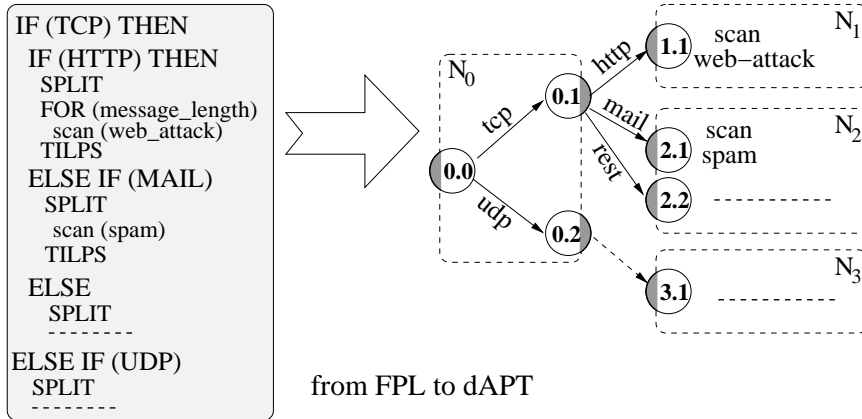 IF (TCP) THEN
IF (HTTP) THEN
SPLIT
FOR (message_length)
scan (web_attack)
TILPS
ELSE IF (MAIL)
SPLIT
scan (spam)
TILPS
ELSE
SPLIT
--------
ELSE IF (UDP)
SPLIT
--------
N0
0.0
tcp
udp
0.1
0.2
http
mail
rest
N1
1.1
scan
web-attack
N2
2.1
scan
spam
2.2
N3
3.1
from FPL to dAPT